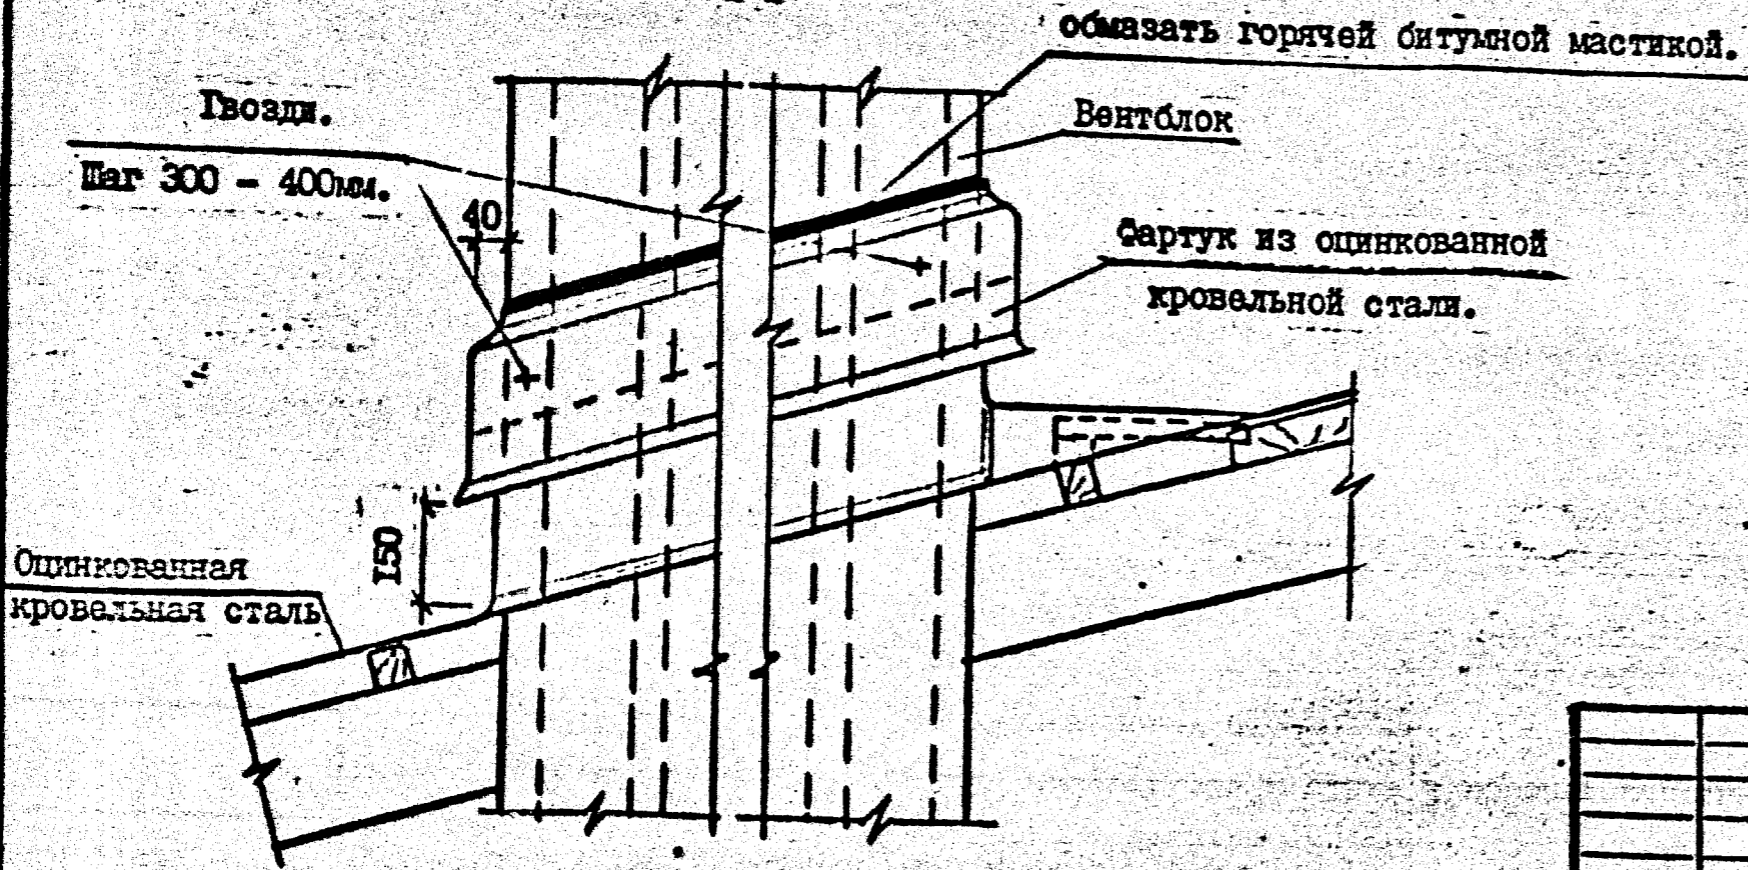 обмазать горячей битумной мастикой.
Гвозди.
Шаг 300 - 400мм.
Вентблок
40
Фартук из оцинкованной
кровельной стали.
150
Оцинкованная
кровельная сталь